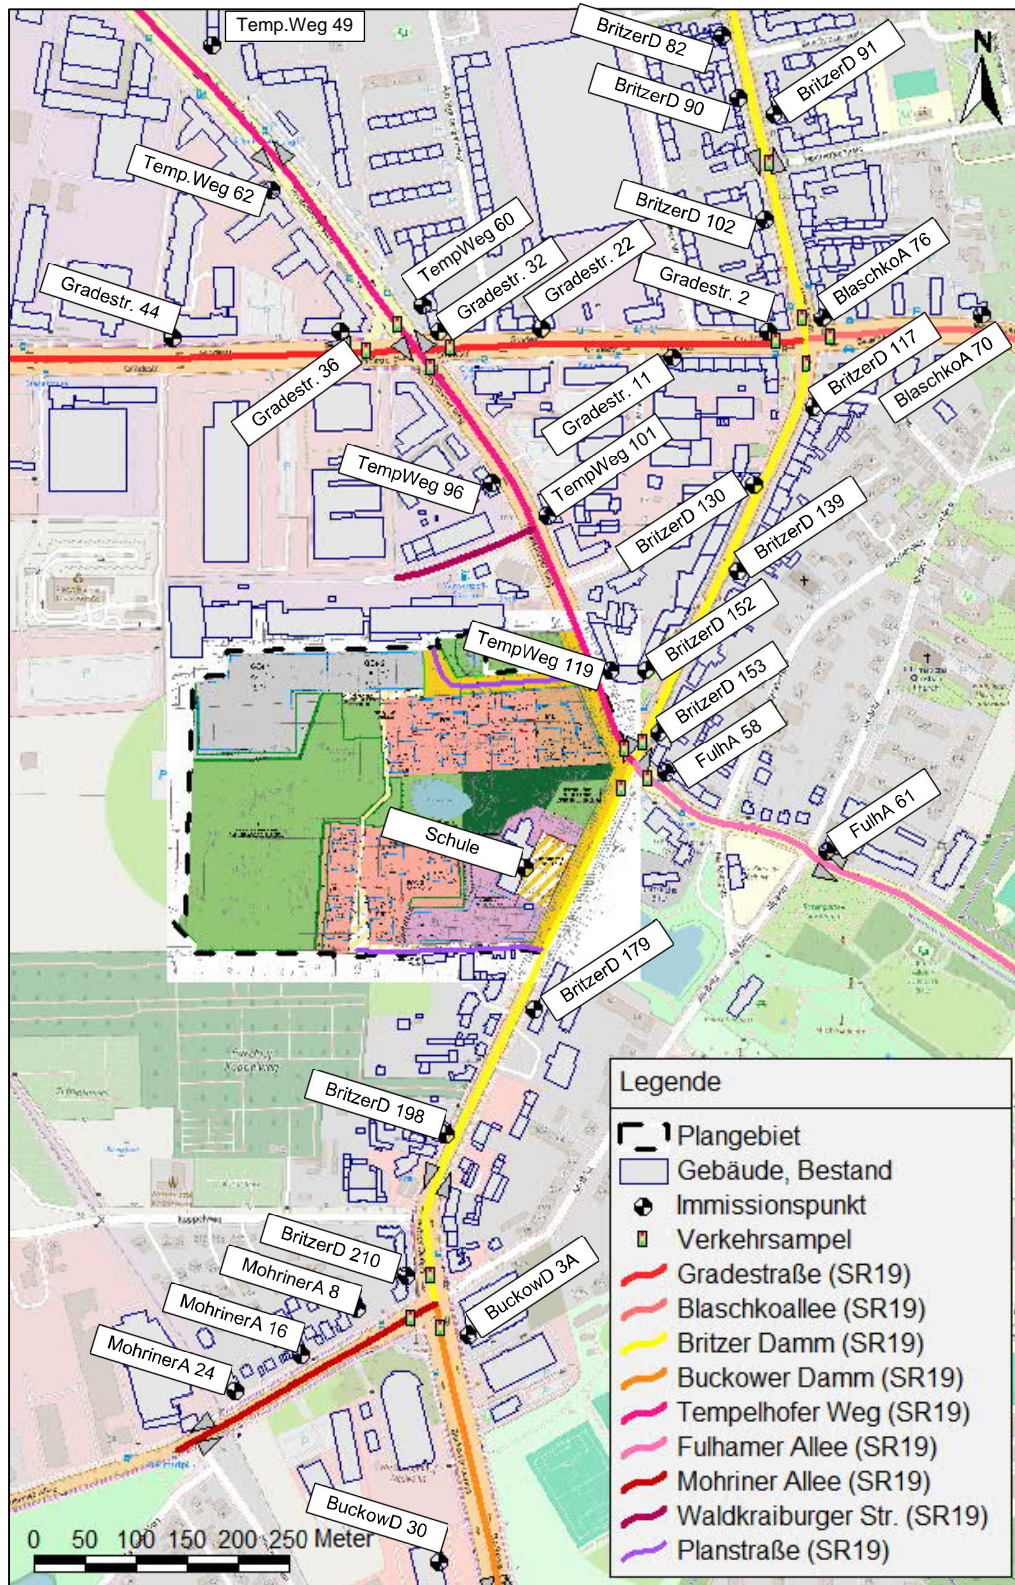 Temp.Weg 49
BritzerD 82
BritzerD 91
N
BritzerD 90
Temp.Weg 62
BritzerD 102
TempWeg 60
Gradestr. 32
Gradestr. 22
Gradestr. 2
BlaschkoA 76
Gradestr. 44
Gradestr. 36
Gradestr. 11
BritzerD 117
BlaschkoA 70
TempWeg 96
TempWeg 101
BritzerD 130
BritzerD 139
BritzerD 152
TempWeg 119
BritzerD 153
FulhA 58
FulhA 61
Schule
BritzerD 179
BritzerD 198
BritzerD 210
MohrinerA 8
MohrinerA 16
MohrinerA 24
BuckowD 3A
BuckowD 30
Koppelweg
Legende
Plangebiet
Gebäude, Bestand
Immissionspunkt
Verkehrsampel
Gradestraße (SR19)
Blaschkoallee (SR19)
Britzer Damm (SR19)
Buckower Damm (SR19)
Tempelhofer Weg (SR19)
Fulhamer Allee (SR19)
Mohriner Allee (SR19)
Waldkraiburger Str. (SR19)
Planstraße (SR19)
0 50 100 150 200 250 Meter